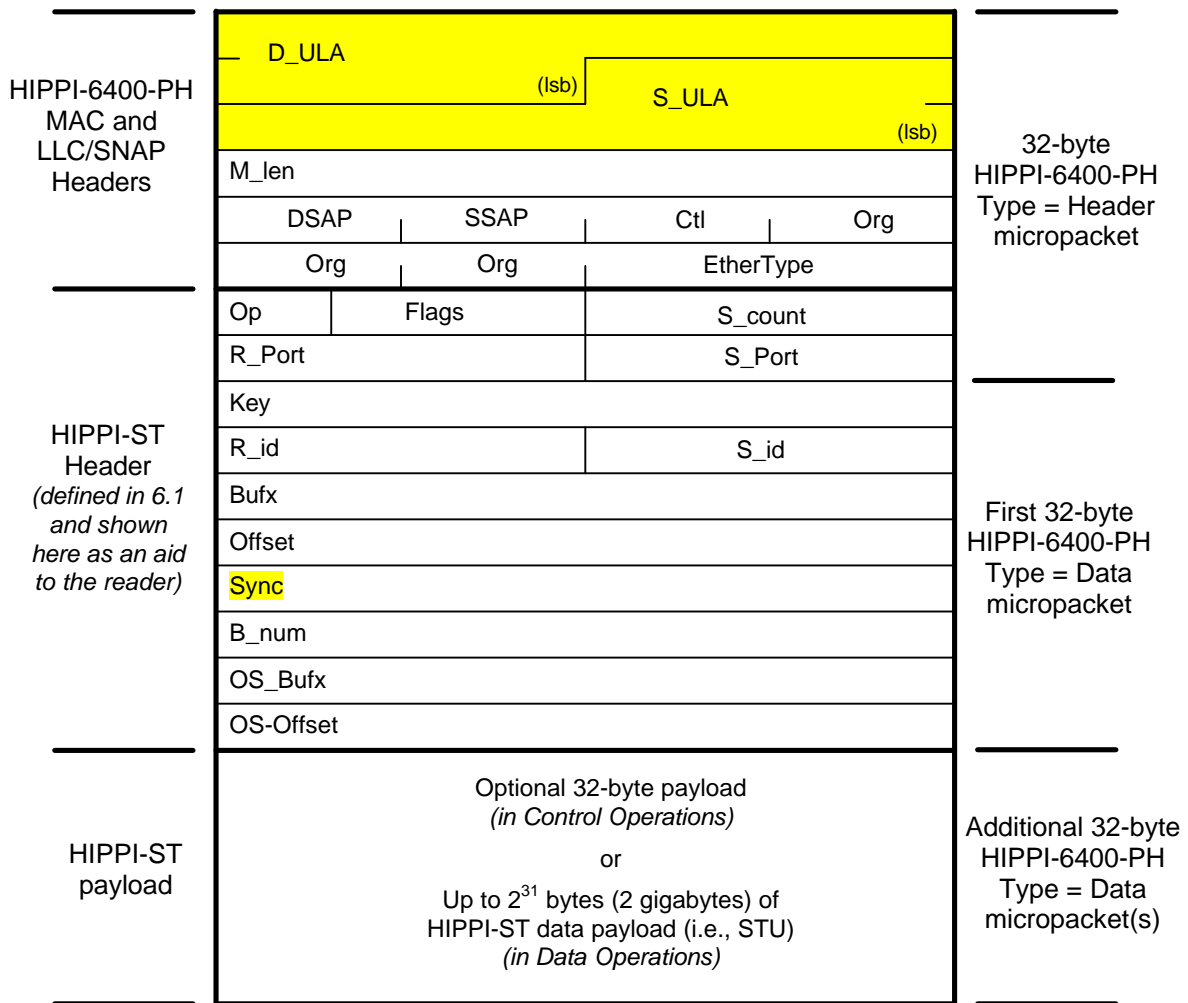 HIPPI-6400-PH
MAC and
LLC/SNAP
Headers
D_ULA
(lsb)
S_ULA
(lsb)
M_len
DSAP SSAP Ctl Org
Org Org EtherType
32-byte
HIPPI-6400-PH
Type = Header
micropacket
HIPPI-ST
Header
(defined in 6.1
and shown
here as an aid
to the reader)
Op Flags S_count
R_Port S_Port
Key
R_id S_id
Bufx
Offset
Sync
B_num
OS_Bufx
OS-Offset
First 32-byte
HIPPI-6400-PH
Type = Data
micropacket
HIPPI-ST
payload
Optional 32-byte payload
(in Control Operations)
or
Up to 2³¹ bytes (2 gigabytes) of
HIPPI-ST data payload (i.e., STU)
(in Data Operations)
Additional 32-byte
HIPPI-6400-PH
Type = Data
micropacket(s)